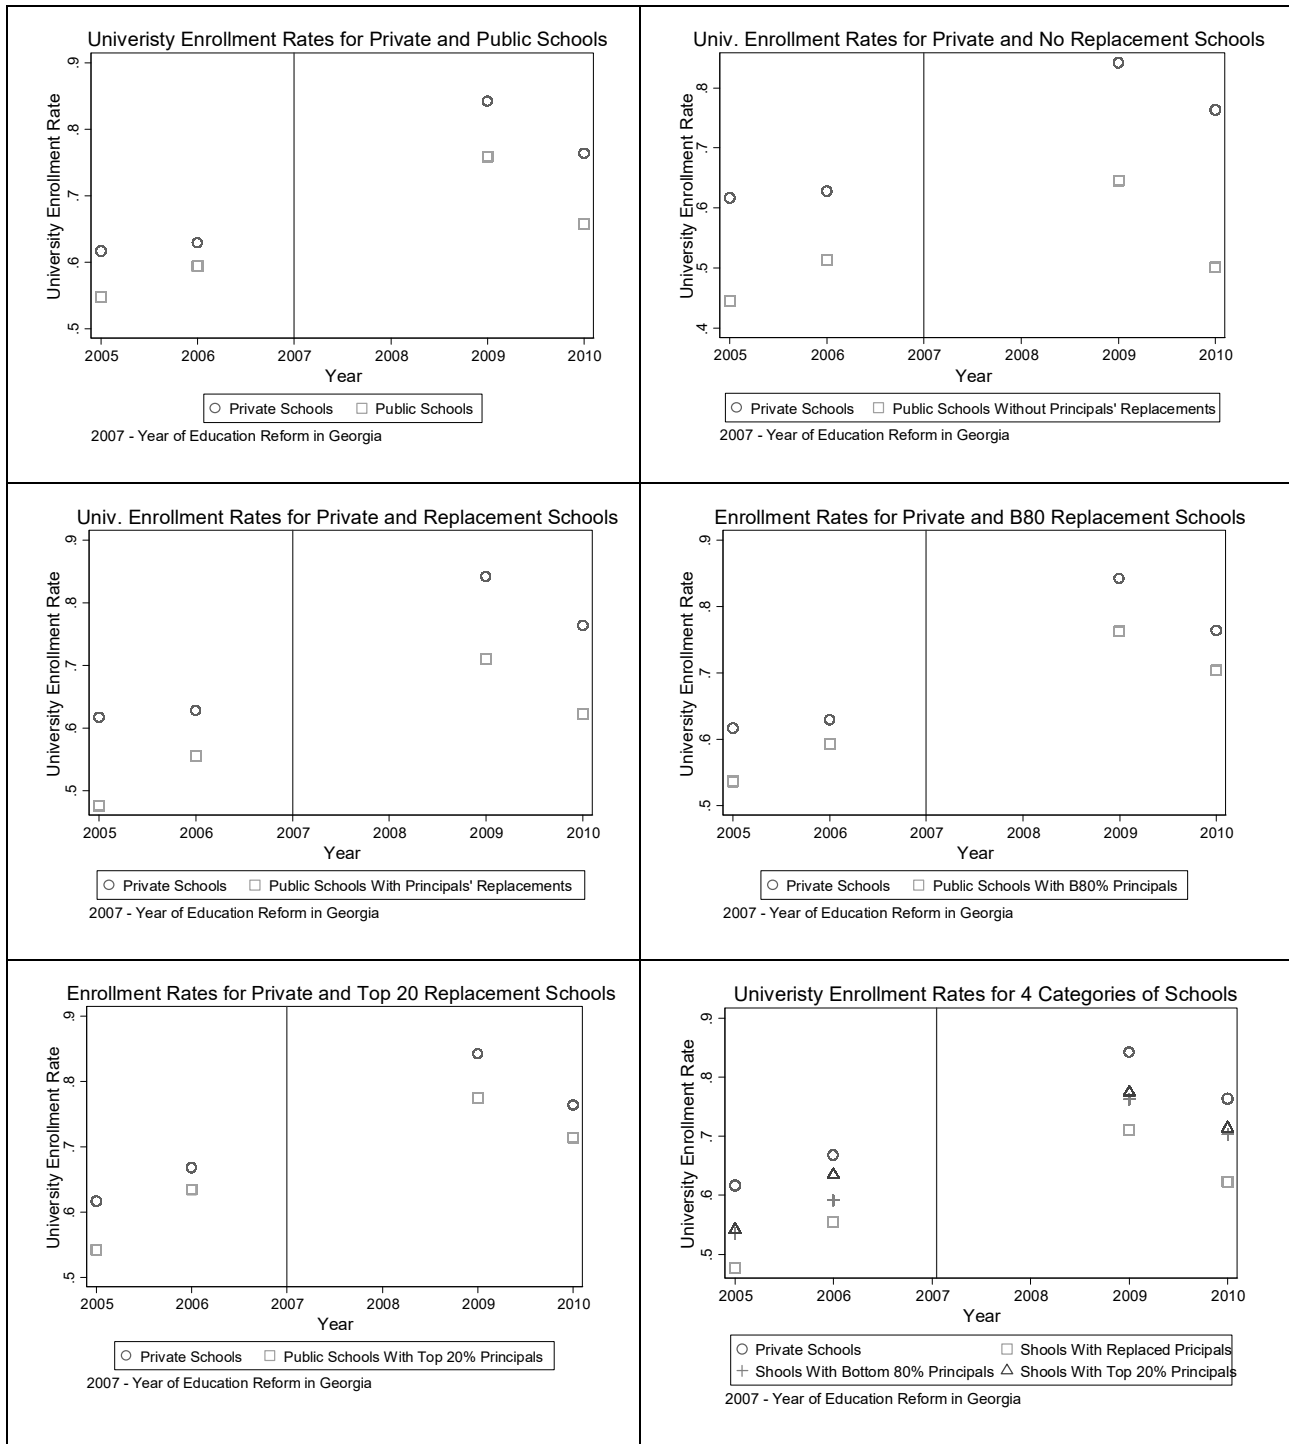 Univeristy Enrollment Rates for Private and Public Schools
University Enrollment Rate
.9
.8
.7
.6
.5
2005 2006 2007 2008 2009 2010
Year
Private Schools Public Schools
2007 - Year of Education Reform in Georgia
Univ. Enrollment Rates for Private and No Replacement Schools
University Enrollment Rate
.8
.7
.6
.5
.4
2005 2006 2007 2008 2009 2010
Year
Private Schools Public Schools Without Principals' Replacements
2007 - Year of Education Reform in Georgia
Univ. Enrollment Rates for Private and Replacement Schools
University Enrollment Rate
.9
.8
.7
.6
.5
2005 2006 2007 2008 2009 2010
Year
Private Schools Public Schools With Principals' Replacements
2007 - Year of Education Reform in Georgia
Enrollment Rates for Private and B80 Replacement Schools
University Enrollment Rate
.9
.8
.7
.6
.5
2005 2006 2007 2008 2009 2010
Year
Private Schools Public Schools With B80% Principals
2007 - Year of Education Reform in Georgia
Enrollment Rates for Private and Top 20 Replacement Schools
University Enrollment Rate
.9
.8
.7
.6
.5
2005 2006 2007 2008 2009 2010
Year
Private Schools Public Schools With Top 20% Principals
2007 - Year of Education Reform in Georgia
Univeristy Enrollment Rates for 4 Categories of Schools
University Enrollment Rate
.9
.8
.7
.6
.5
2005 2006 2007 2008 2009 2010
Year
Private Schools Shools With Replaced Pricipals
Shools With Bottom 80% Principals Shools With Top 20% Principals
2007 - Year of Education Reform in Georgia